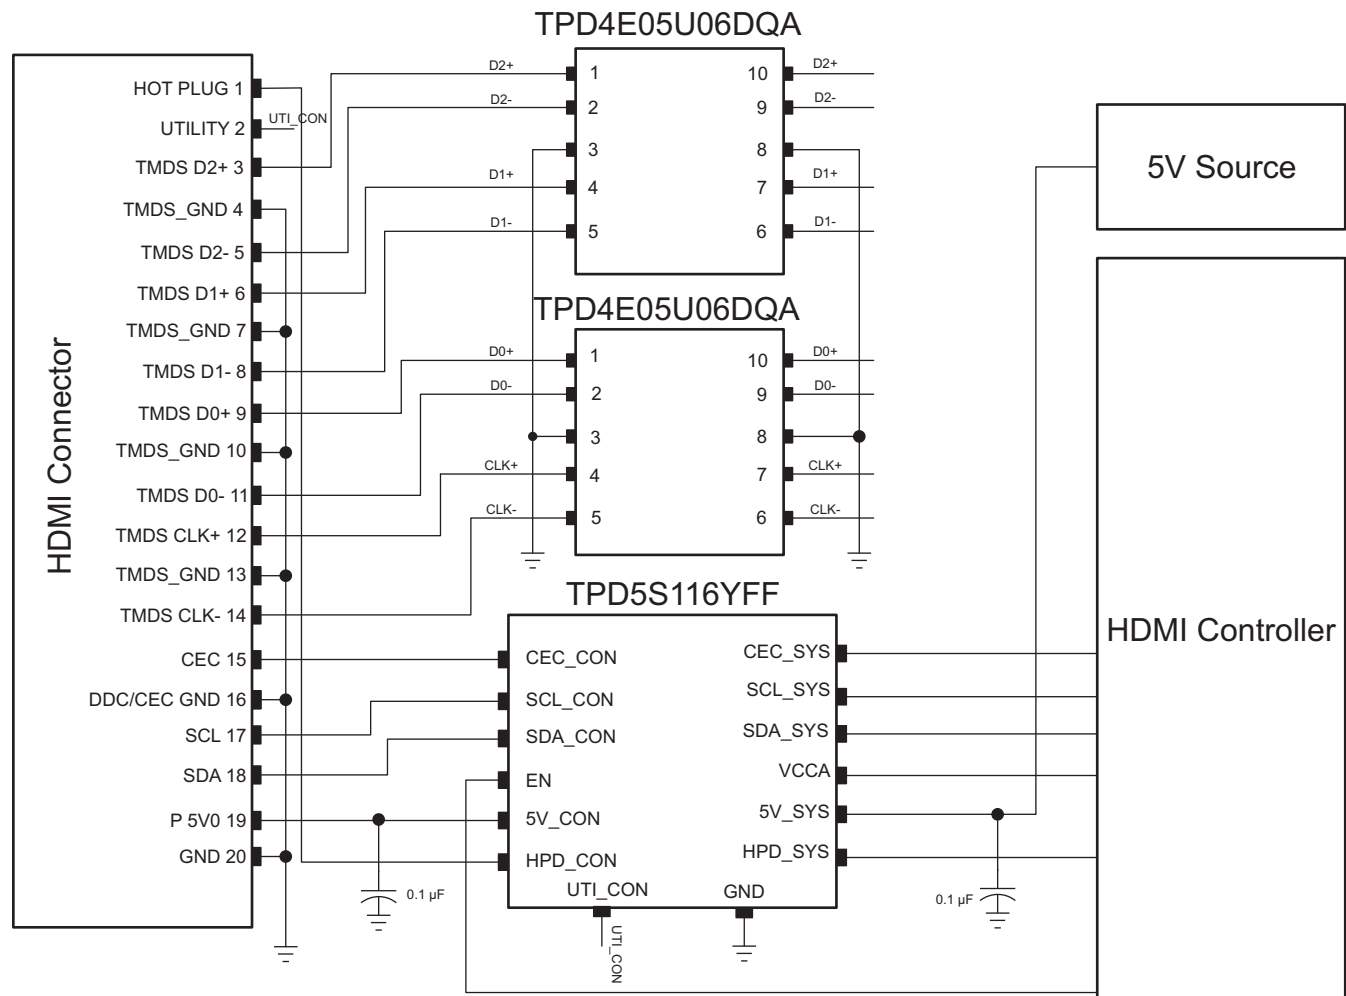 TPD4E05U06DQA
HDMI Connector
HOT PLUG 1
UTILITY 2
TMDS D2+ 3
TMDS_GND 4
TMDS D2- 5
TMDS D1+ 6
TMDS_GND 7
TMDS D1- 8
TMDS D0+ 9
TMDS_GND 10
TMDS D0- 11
TMDS CLK+ 12
TMDS_GND 13
TMDS CLK- 14
CEC 15
DDC/CEC GND 16
SCL 17
SDA 18
P 5V0 19
GND 20
UTI_CON
D2+ 1 10 D2+
D2- 2 9 D2-
3 8
D1+ 4 7 D1+
D1- 5 6 D1-
TPD4E05U06DQA
D0+ 1 10 D0+
D0- 2 9 D0-
3 8
CLK+ 4 7 CLK+
CLK- 5 6 CLK-
TPD5S116YFF
CEC_CON CEC_SYS
SCL_CON SCL_SYS
SDA_CON SDA_SYS
EN VCCA
5V_CON 5V_SYS
HPD_CON HPD_SYS
UTI_CON GND
UTI_CON
0.1 µF
0.1 µF
5V Source
HDMI Controller